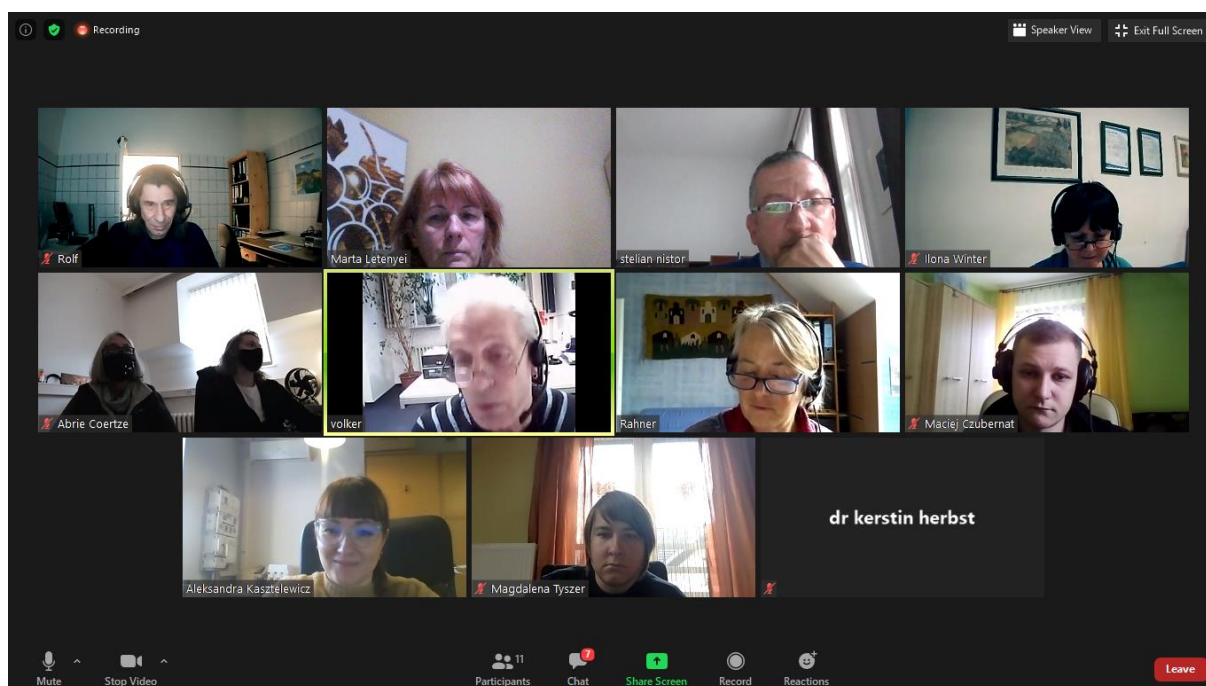 Recording
Speaker View
Exit Full Screen
Rolf
Marta Letenyei
stelian nistor
Ilona Winter
Abrie Coertze
volker
Rahner
Maciej Czubernat
Aleksandra Kasztelewicz
Magdalena Tyszer
dr kerstin herbst
11
7
Mute
Stop Video
Participants
Chat
Share Screen
Record
Reactions
Leave